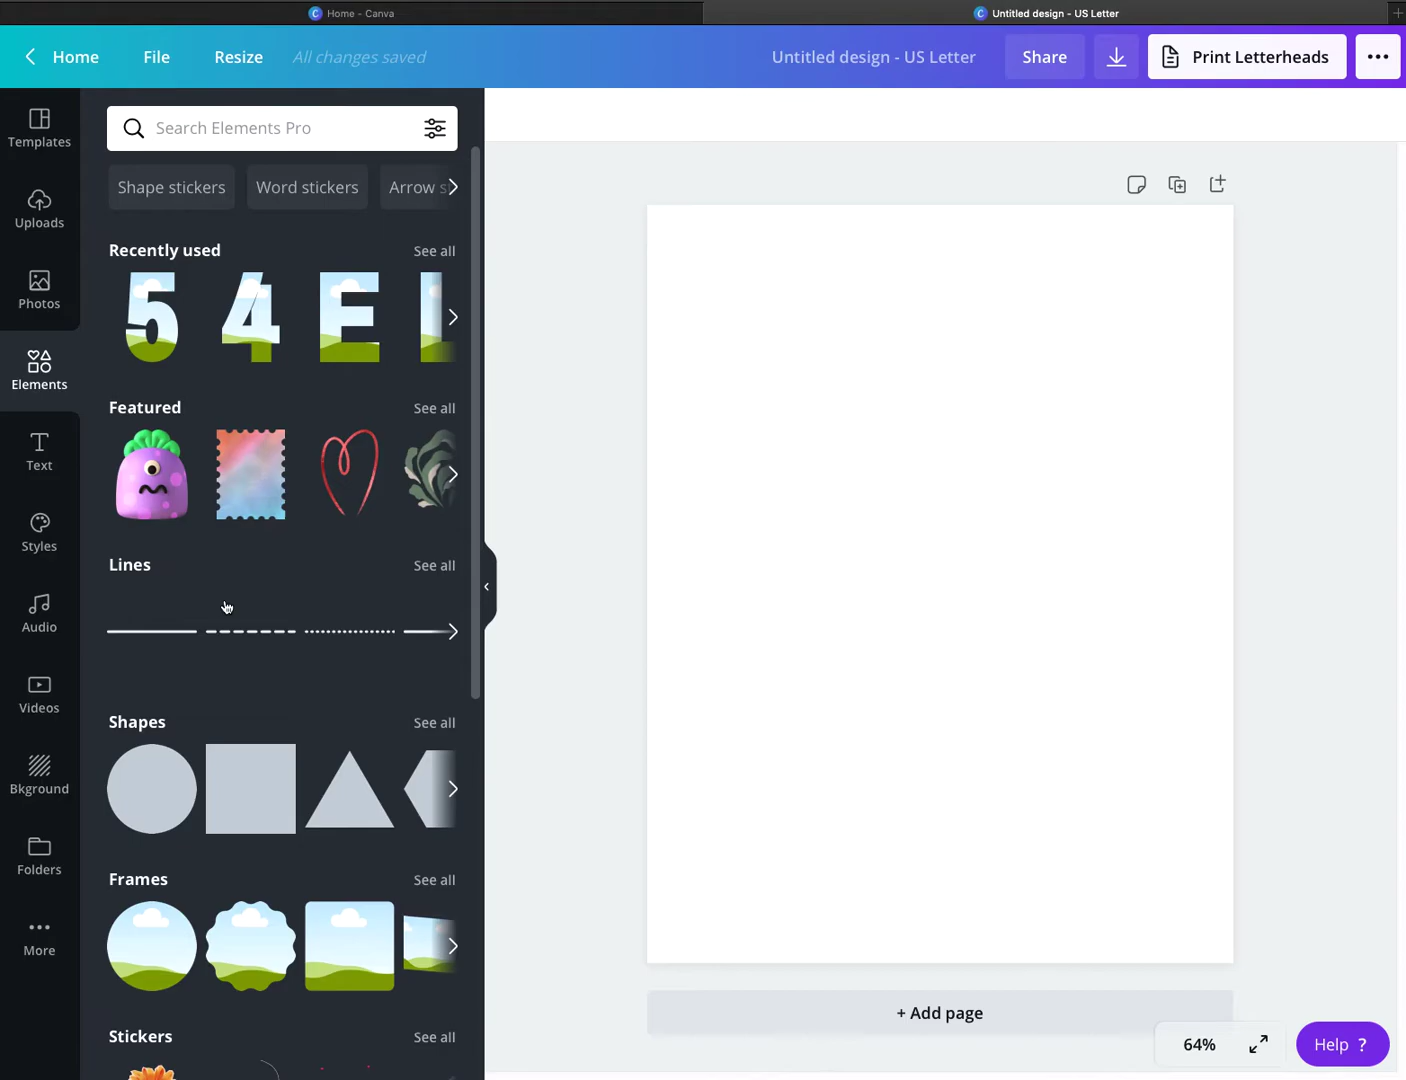 Home - Canva
Untitled design - US Letter
Home
File
Resize
All changes saved
Untitled design - US Letter
Share
Print Letterheads
Templates
Uploads
Photos
Elements
Text
Styles
Audio
Videos
Bkground
Folders
More
Search Elements Pro
Shape stickers
Word stickers
Arrow s
Recently used
See all
5
4
E
Featured
See all
Lines
See all
Shapes
See all
Frames
See all
Stickers
See all
+ Add page
64%
Help ?